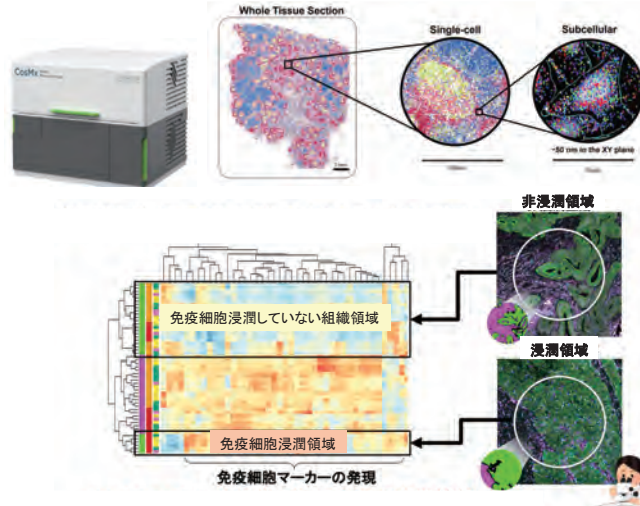 CosMx
Whole Tissue Section
Single-cell
Subcellular
~50 nm in the XY plane
非浸潤領域
免疫細胞浸潤していない組織領域
浸潤領域
免疫細胞浸潤領域
免疫細胞マーカーの発現